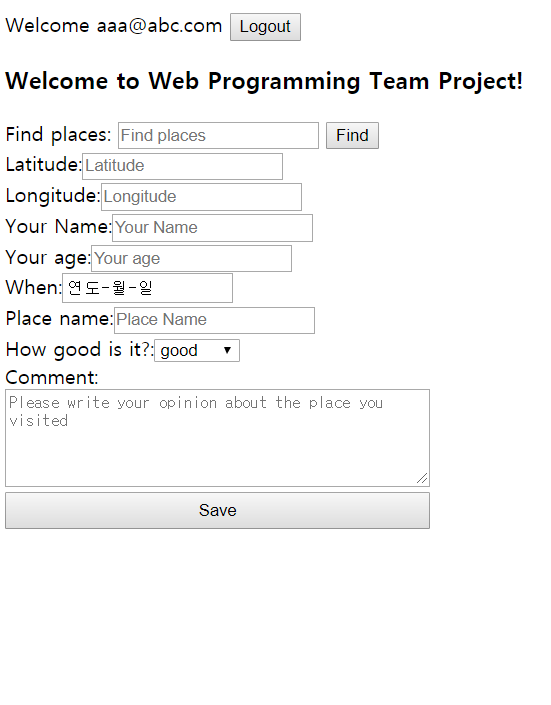 Welcome aaa@abc.com Logout
Welcome to Web Programming Team Project!
Find places: Find places Find
Latitude:Latitude
Longitude:Longitude
Your Name:Your Name
Your age:Your age
When:연도-월-일
Place name:Place Name
How good is it?:good
Comment:
Please write your opinion about the place you
visited
Save